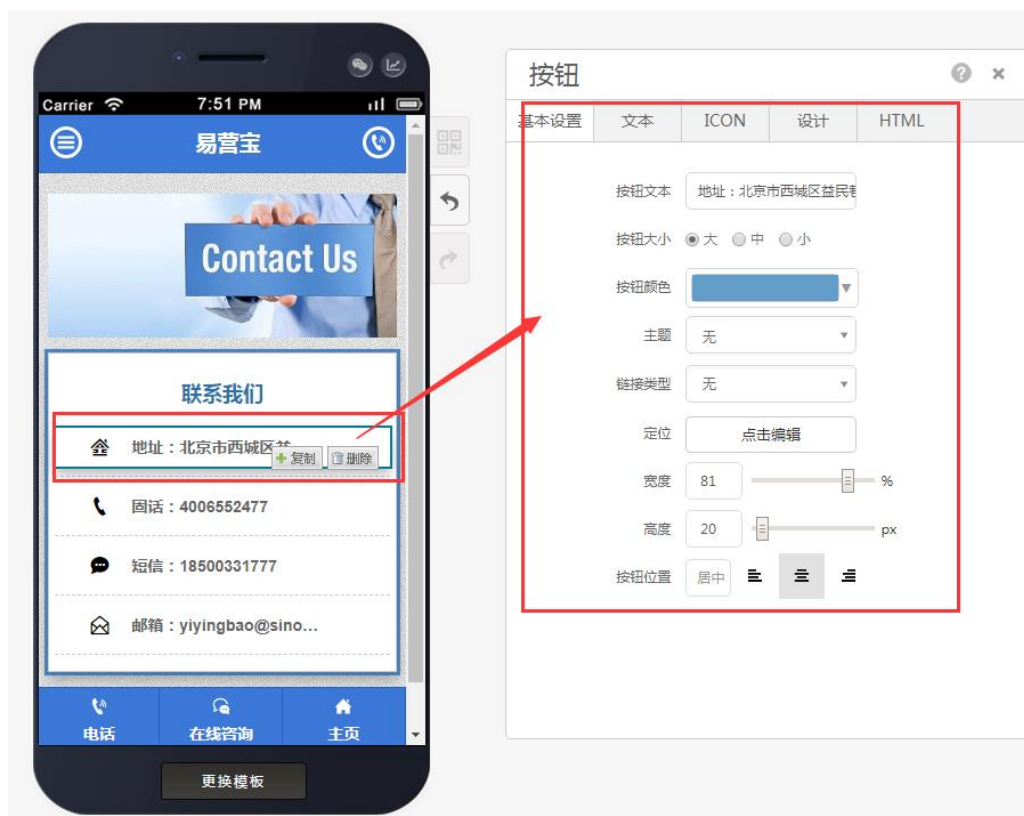 Carrier 7:51 PM
易营宝
Contact Us
联系我们
地址：北京市西城区益
复制 删除
固话：4006552477
短信：18500331777
邮箱：yiyingbao@sino...
电话 在线咨询 主页
更换模板
按钮
基本设置 文本 ICON 设计 HTML
按钮文本 地址：北京市西城区益民
按钮大小 大 中 小
按钮颜色
主题 无
链接类型 无
定位 点击编辑
宽度 81 %
高度 20 px
按钮位置 居中